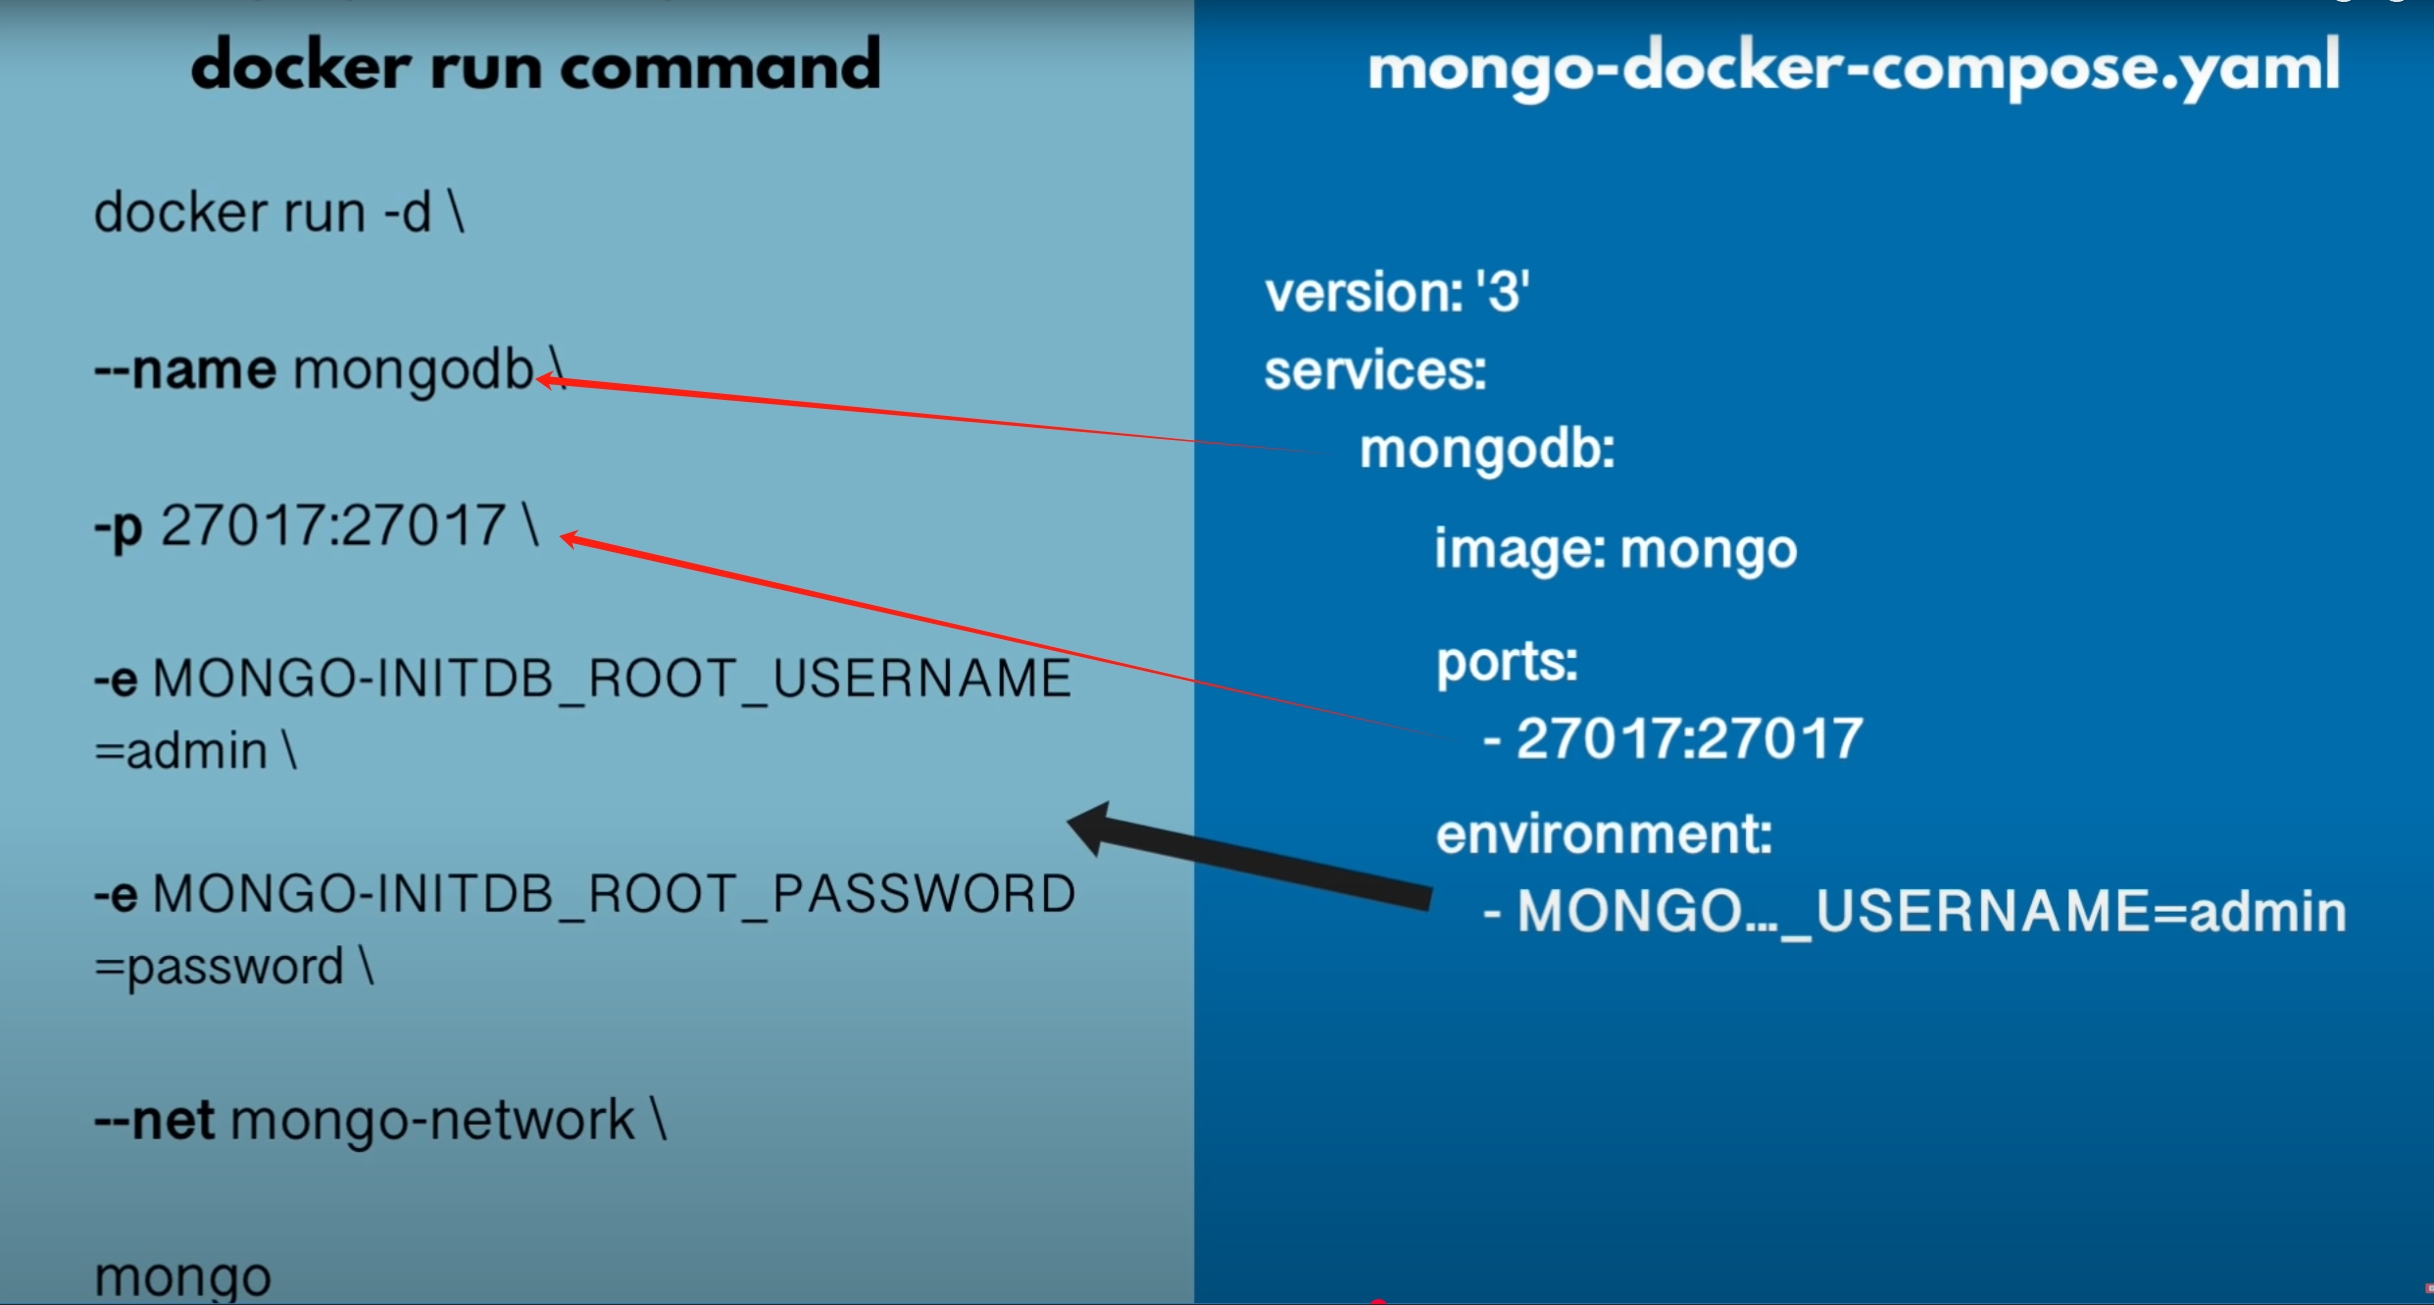 docker run command
docker run -d \
--name mongodb \
-p 27017:27017 \
-e MONGO-INITDB_ROOT_USERNAME
=admin \
-e MONGO-INITDB_ROOT_PASSWORD
=password \
--net mongo-network \
mongo
mongo-docker-compose.yaml
version: '3'
services:
mongodb:
image: mongo
ports:
- 27017:27017
environment:
- MONGO..._USERNAME=admin